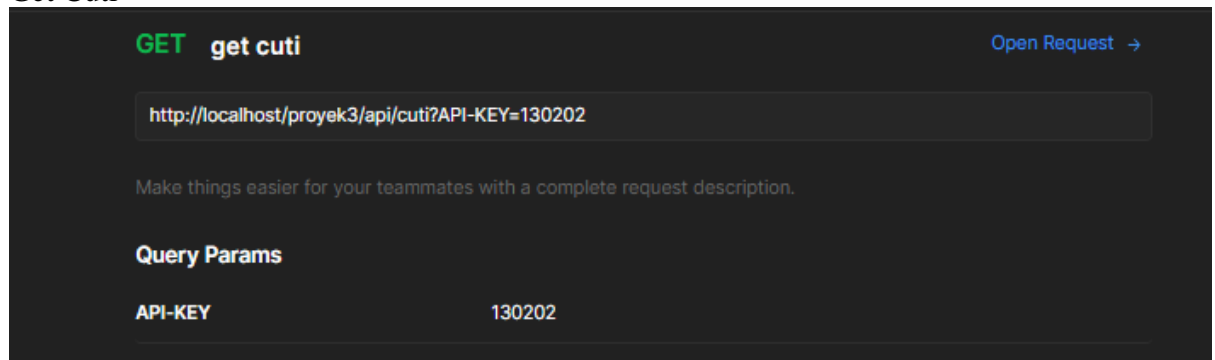 GET get cuti Open Request →
http://localhost/proyek3/api/cuti?API-KEY=130202
Make things easier for your teammates with a complete request description.
Query Params
API-KEY 130202